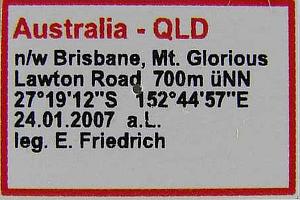 Australia - QLD
n/w Brisbane, Mt. Glorious
Lawton Road 700m üNN
27°19'12"S 152°44'57"E
24.01.2007 a.L.
leg. E. Friedrich